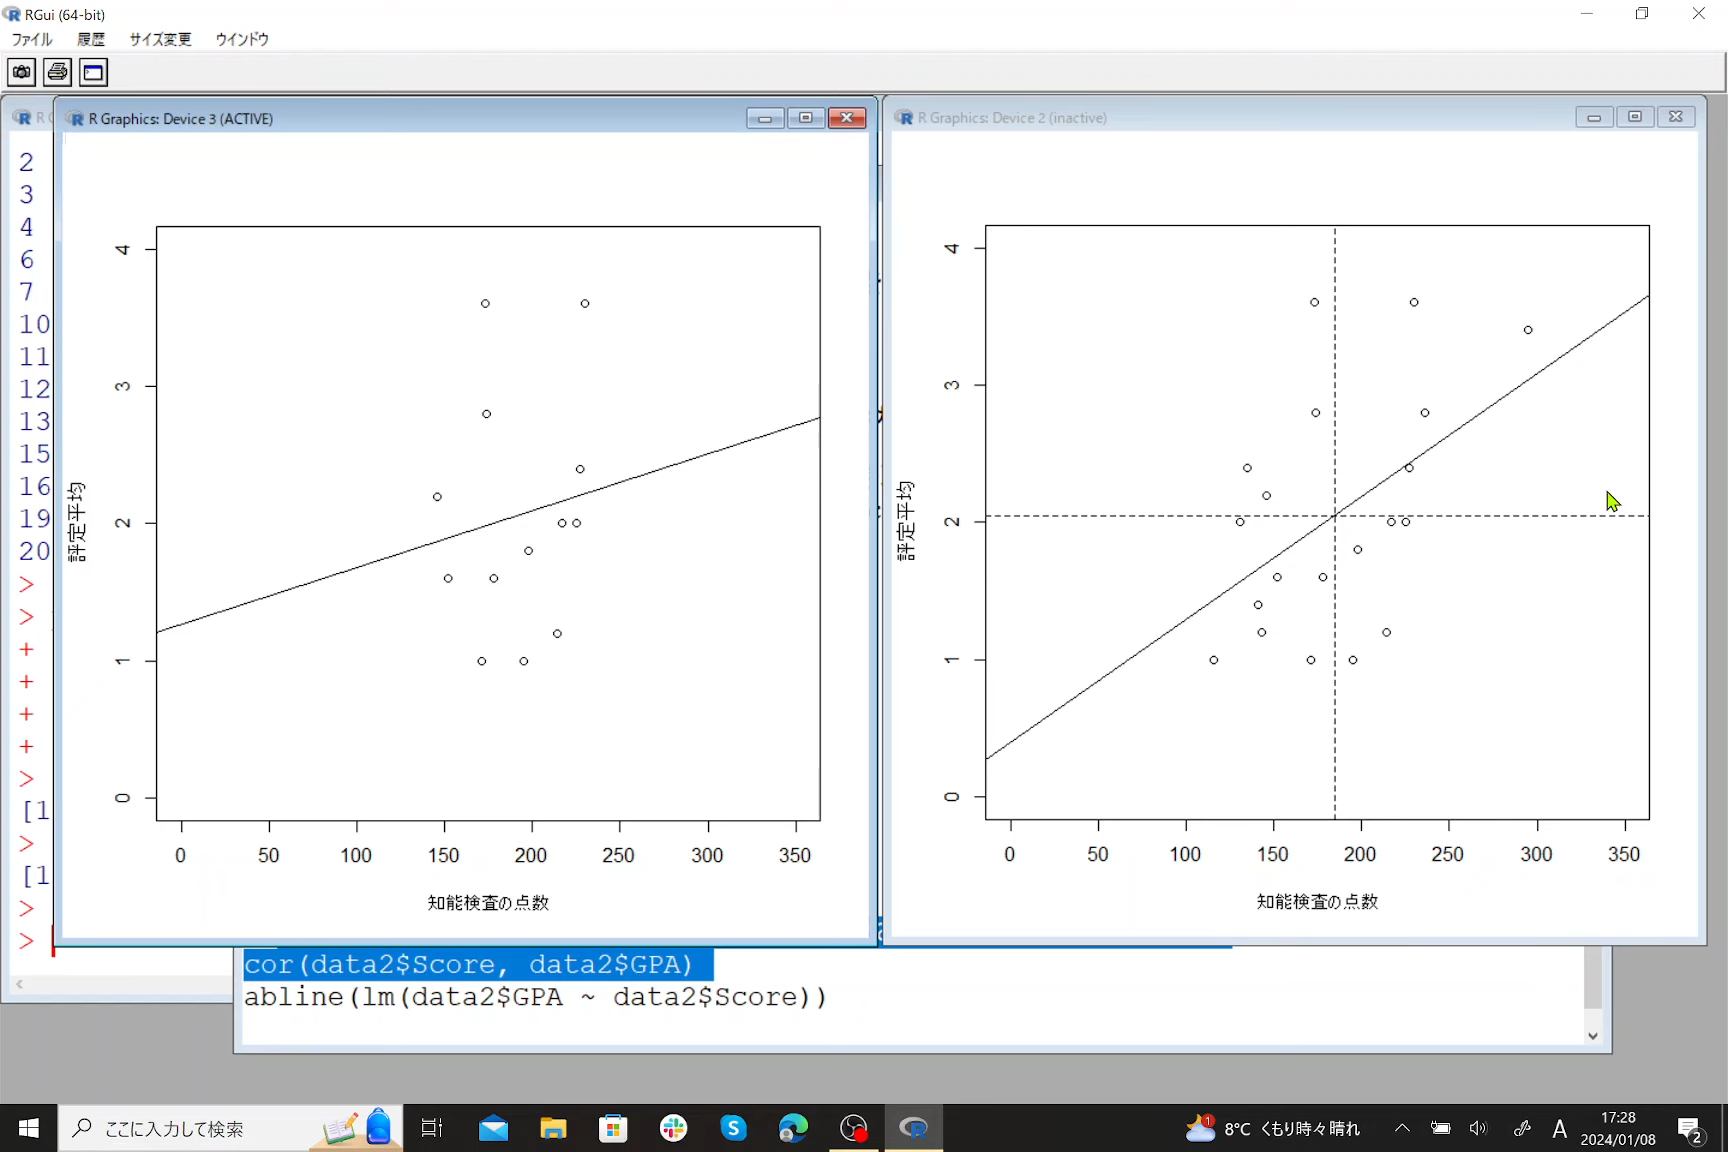 RGui (64-bit)
ファイル 履歴 サイズ変更 ウインドウ
R Graphics: Device 3 (ACTIVE)
R Graphics: Device 2 (inactive)
2
3
4
6
7
10
11
12
13
15
16
19
20
>
>
+
+
+
+
>
[1
>
[1
>
>
4
3
2
1
0
評定平均
0 50 100 150 200 250 300 350
知能検査の点数
4
3
2
1
0
評定平均
0 50 100 150 200 250 300 350
知能検査の点数
cor(data2$Score, data2$GPA)
abline(lm(data2$GPA ~ data2$Score))
ここに入力して検索
8°C くもり時々晴れ
A
17:28
2024/01/08
2